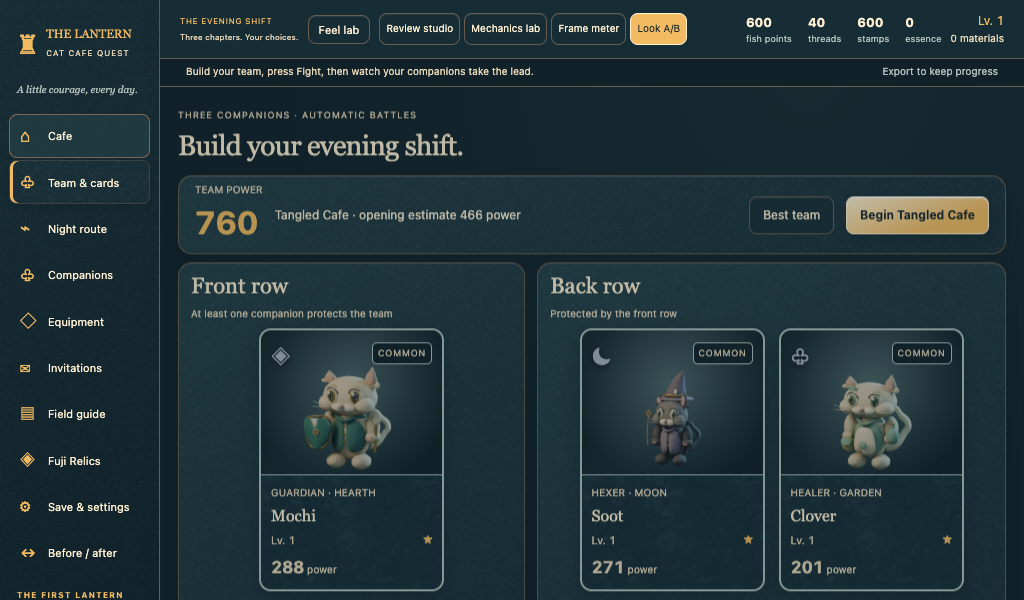 THE LANTERN
CAT CAFE QUEST
A little courage, every day.
Cafe
Team & cards
Night route
Companions
Equipment
Invitations
Field guide
Fuji Relics
Save & settings
Before / after
THE FIRST LANTERN
THE EVENING SHIFT
Three chapters. Your choices.
Feel lab
Review studio
Mechanics lab
Frame meter
Look A/B
600 fish points
40 threads
600 stamps
0 essence
Lv. 1
0 materials
Build your team, press Fight, then watch your companions take the lead.
Export to keep progress
THREE COMPANIONS · AUTOMATIC BATTLES
Build your evening shift.
TEAM POWER
760
Tangled Cafe · opening estimate 466 power
Best team
Begin Tangled Cafe
Front row
At least one companion protects the team
COMMON
GUARDIAN · HEARTH
Mochi
Lv. 1
288 power
Back row
Protected by the front row
COMMON
HEXER · MOON
Soot
Lv. 1
271 power
COMMON
HEALER · GARDEN
Clover
Lv. 1
201 power